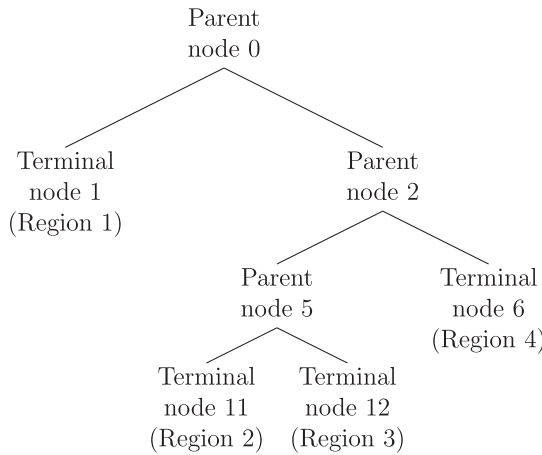 Parent
node 0
Terminal
node 1
(Region 1)
Parent
node 2
Parent
node 5
Terminal
node 6
(Region 4)
Terminal
node 11
(Region 2)
Terminal
node 12
(Region 3)